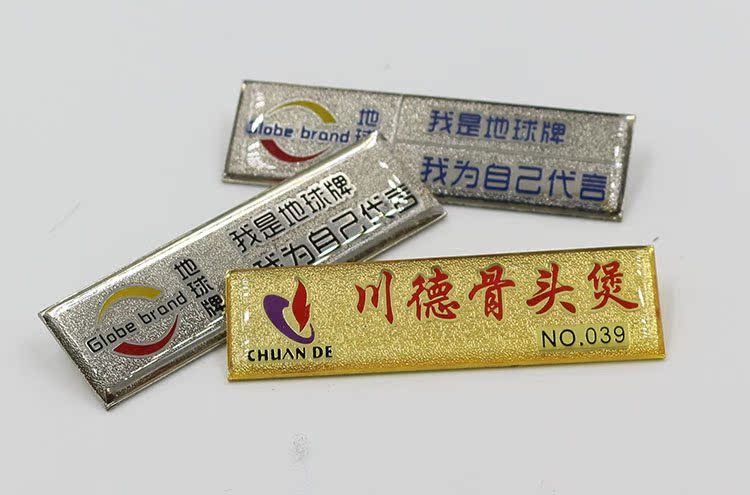 Globe brand
地球
我是地球牌
我为自己代言
Globe brand
地球牌
我是地球牌
我为自己代言
CHUAN DE
川德骨头煲
NO.039